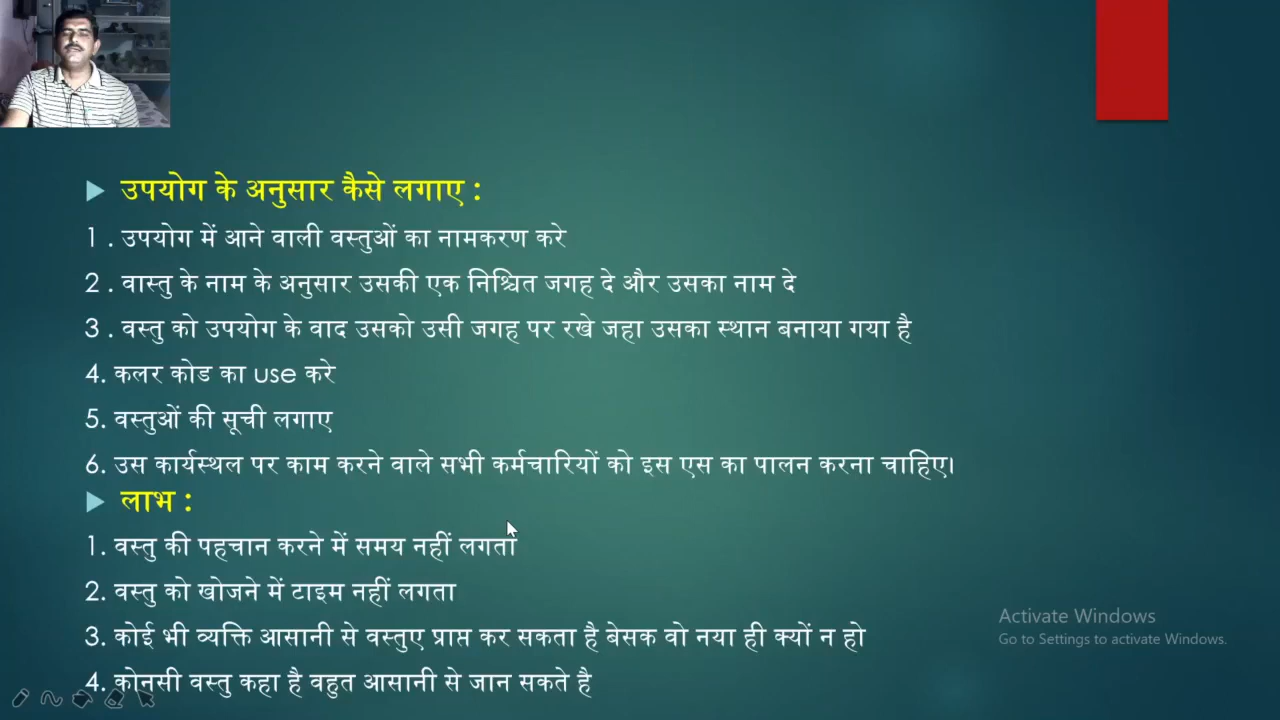 उपयोग के अनुसार कैसे लगाए :
1 . उपयोग में आने वाली वस्तुओं का नामकरण करे
2 . वास्तु के नाम के अनुसार उसकी एक निश्चित जगह दे और उसका नाम दे
3 . वस्तु को उपयोग के वाद उसको उसी जगह पर रखे जहा उसका स्थान बनाया गया है
4. कलर कोड का use करे
5. वस्तुओं की सूची लगाए
6. उस कार्यस्थल पर काम करने वाले सभी कर्मचारियों को इस एस का पालन करना चाहिए।
लाभ :
1. वस्तु की पहचान करने में समय नहीं लगता
2. वस्तु को खोजने में टाइम नहीं लगता
3. कोई भी व्यक्ति आसानी से वस्तुए प्राप्त कर सकता है बेसक वो नया ही क्यों न हो
4. कोनसी वस्तु कहा है वहुत आसानी से जान सकते है
Activate Windows
Go to Settings to activate Windows.